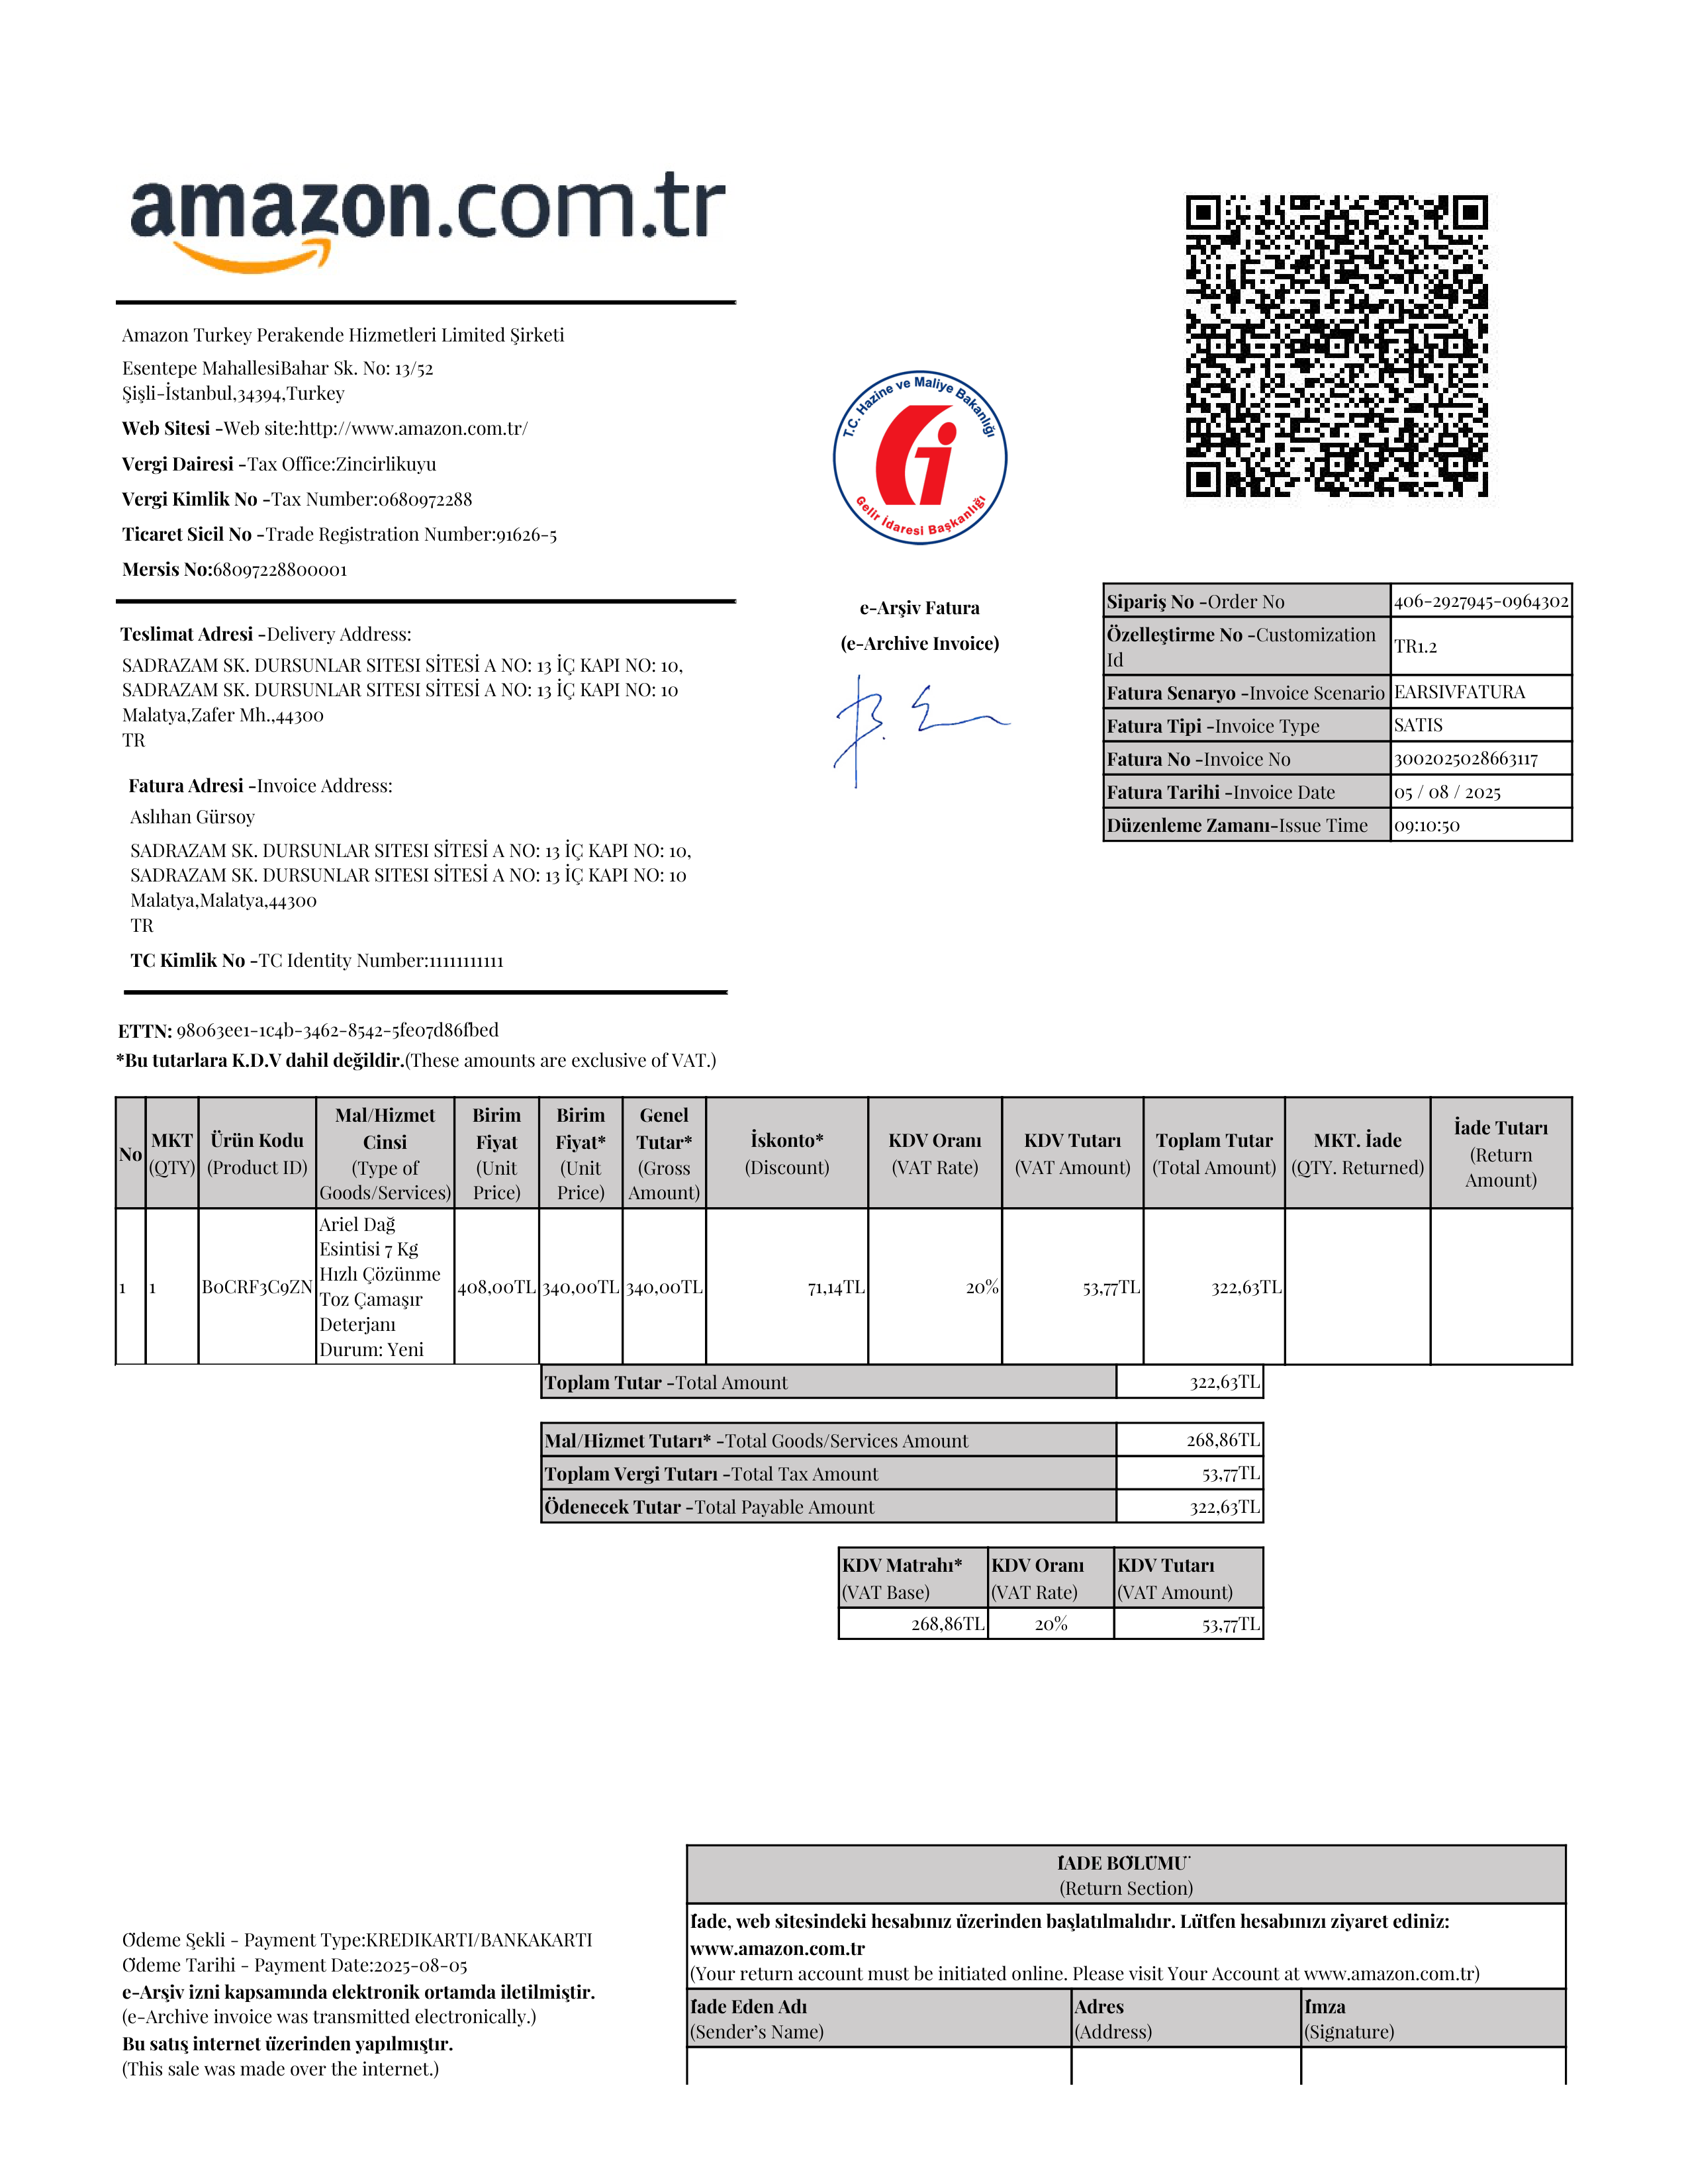 amazon.com.tr
Amazon Turkey Perakende Hizmetleri Limited Şirketi
Esentepe MahallesiBahar Sk. No: 13/52
Şişli-İstanbul,34394,Turkey
Web Sitesi -Web site:http://www.amazon.com.tr/
Vergi Dairesi -Tax Office:Zincirlikuyu
Vergi Kimlik No -Tax Number:0680972288
Ticaret Sicil No -Trade Registration Number:91626-5
Mersis No:68097228800001
Teslimat Adresi -Delivery Address:
SADRAZAM SK. DURSUNLAR SITESI SİTESİ A NO: 13 İÇ KAPI NO: 10,
SADRAZAM SK. DURSUNLAR SITESI SİTESİ A NO: 13 İÇ KAPI NO: 10
Malatya,Zafer Mh.,44300
TR
Fatura Adresi -Invoice Address:
Aslıhan Gürsoy
SADRAZAM SK. DURSUNLAR SITESI SİTESİ A NO: 13 İÇ KAPI NO: 10,
SADRAZAM SK. DURSUNLAR SITESI SİTESİ A NO: 13 İÇ KAPI NO: 10
Malatya,Malatya,44300
TR
TC Kimlik No -TC Identity Number:11111111111
T.C. Hazine ve Maliye Bakanlığı
Gelir İdaresi Başkanlığı
e-Arşiv Fatura
(e-Archive Invoice)
B. E
Sipariş No -Order No 406-2927945-0964302
Özelleştirme No -Customization
Id TR1.2
Fatura Senaryo -Invoice Scenario EARSIVFATURA
Fatura Tipi -Invoice Type SATIS
Fatura No -Invoice No 3002025028663117
Fatura Tarihi -Invoice Date 05 / 08 / 2025
Düzenleme Zamanı-Issue Time 09:10:50
ETTN: 98063ee1-1c4b-3462-8542-5fe07d86fbed
*Bu tutarlara K.D.V dahil değildir.(These amounts are exclusive of VAT.)
No
MKT
(QTY)
Ürün Kodu
(Product ID)
Mal/Hizmet
Cinsi
(Type of
Goods/Services)
Birim
Fiyat
(Unit
Price)
Birim
Fiyat*
(Unit
Price)
Genel
Tutar*
(Gross
Amount)
İskonto*
(Discount)
KDV Oranı
(VAT Rate)
KDV Tutarı
(VAT Amount)
Toplam Tutar
(Total Amount)
MKT. İade
(QTY. Returned)
İade Tutarı
(Return
Amount)
1
1
B0CRF3C9ZN
Ariel Dağ
Esintisi 7 Kg
Hızlı Çözünme
Toz Çamaşır
Deterjanı
Durum: Yeni
408,00TL
340,00TL
340,00TL
71,14TL
20%
53,77TL
322,63TL
Toplam Tutar -Total Amount 322,63TL
Mal/Hizmet Tutarı* -Total Goods/Services Amount 268,86TL
Toplam Vergi Tutarı -Total Tax Amount 53,77TL
Ödenecek Tutar -Total Payable Amount 322,63TL
KDV Matrahı* KDV Oranı KDV Tutarı
(VAT Base) (VAT Rate) (VAT Amount)
268,86TL 20% 53,77TL
Ödeme Şekli - Payment Type:KREDIKARTI/BANKAKARTI
Ödeme Tarihi - Payment Date:2025-08-05
e-Arşiv izni kapsamında elektronik ortamda iletilmiştir.
(e-Archive invoice was transmitted electronically.)
Bu satış internet üzerinden yapılmıştır.
(This sale was made over the internet.)
İADE BÖLÜMÜ
(Return Section)
İade, web sitesindeki hesabınız üzerinden başlatılmalıdır. Lütfen hesabınızı ziyaret ediniz:
www.amazon.com.tr
(Your return account must be initiated online. Please visit Your Account at www.amazon.com.tr)
İade Eden Adı Adres İmza
(Sender's Name) (Address) (Signature)